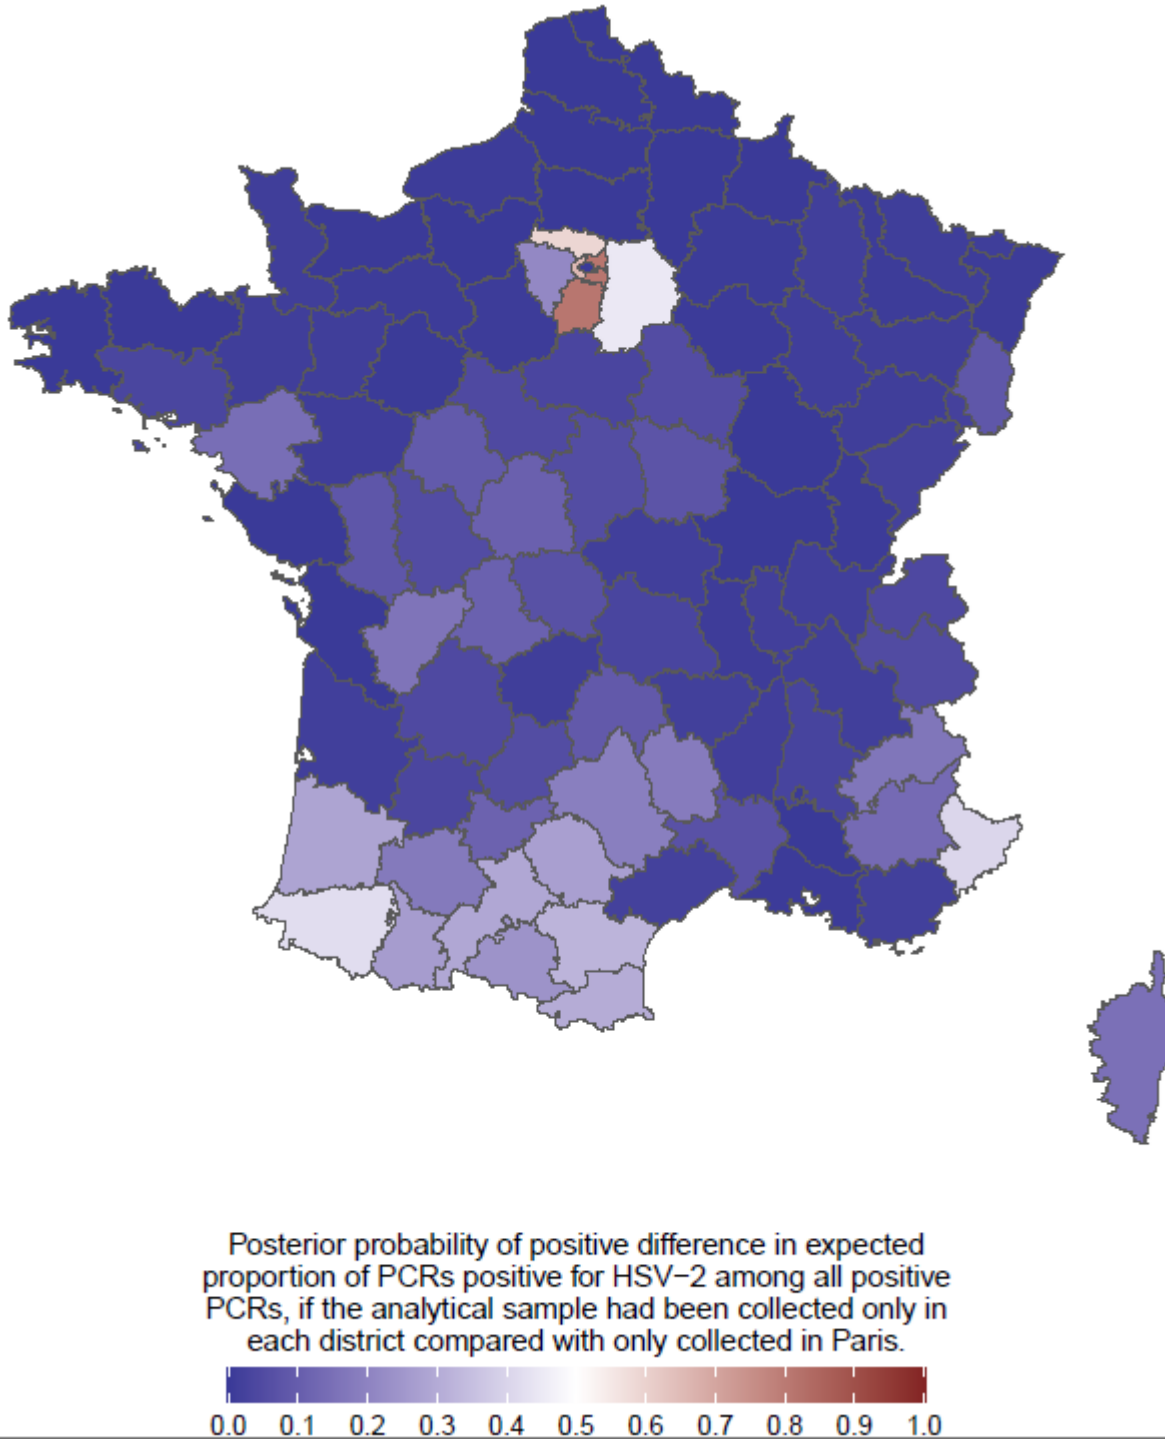 Posterior probability of positive difference in expected
proportion of PCRs positive for HSV−2 among all positive
PCRs, if the analytical sample had been collected only in
each district compared with only collected in Paris.
0.0 0.1 0.2 0.3 0.4 0.5 0.6 0.7 0.8 0.9 1.0